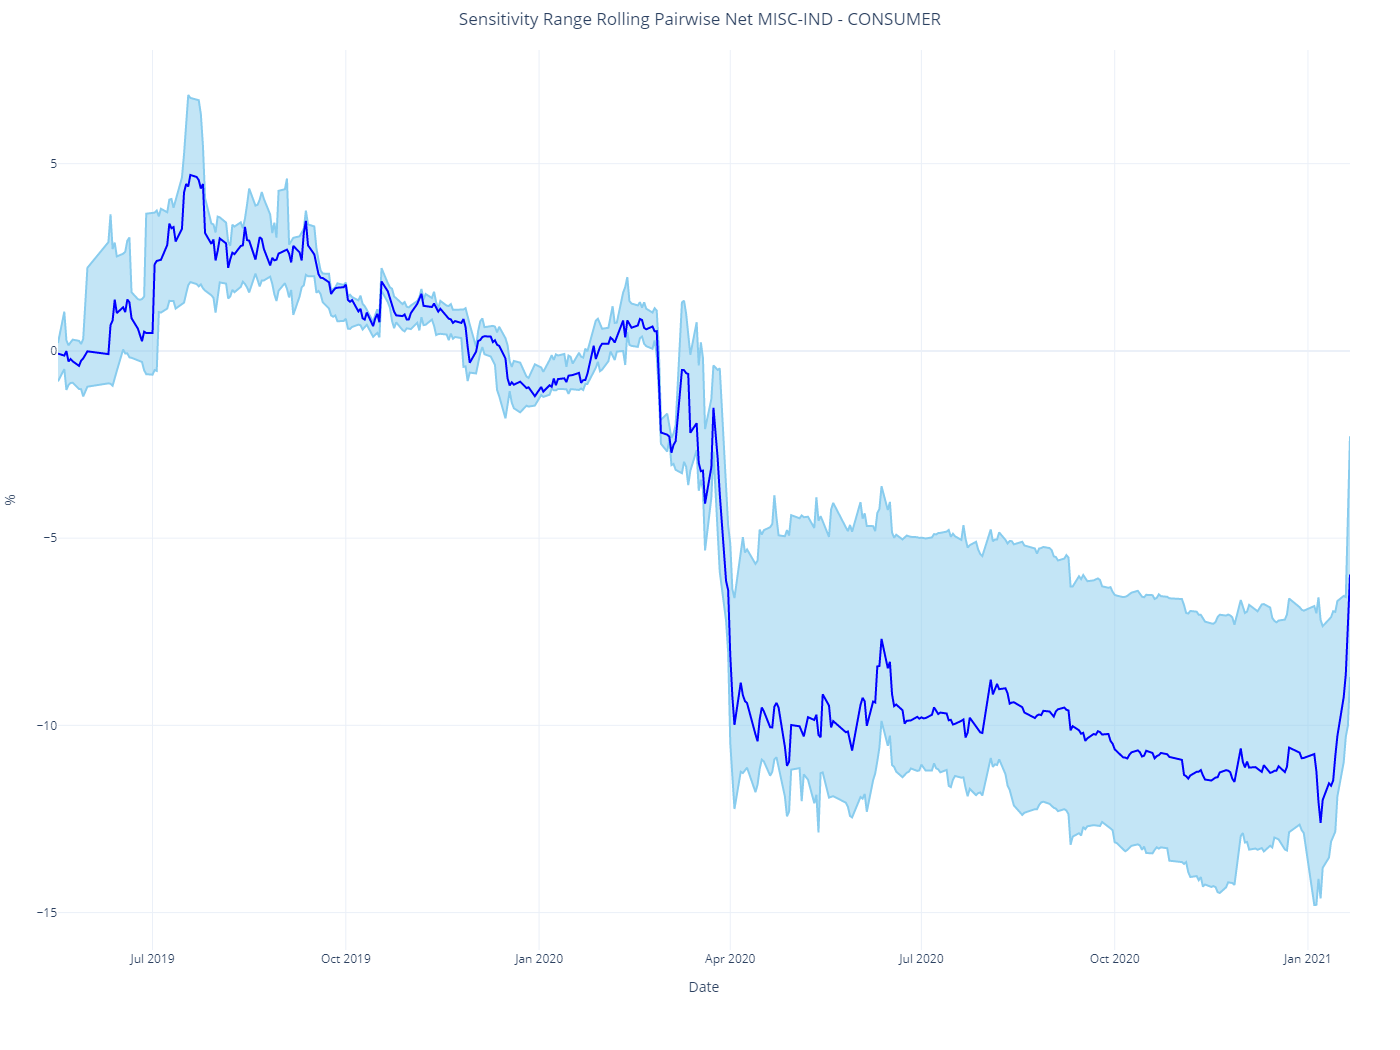 Sensitivity Range Rolling Pairwise Net MISC-IND - CONSUMER
%
5
0
−5
−10
−15
Jul 2019
Oct 2019
Jan 2020
Apr 2020
Jul 2020
Oct 2020
Jan 2021
Date